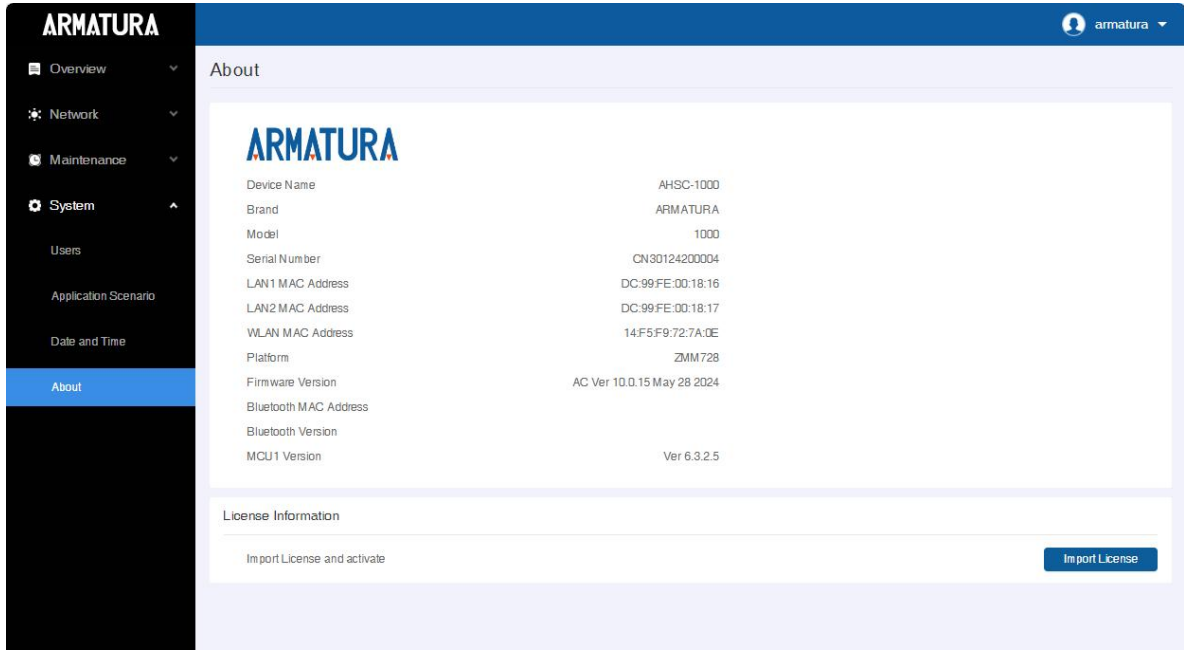 ARMATURA
armatura
Overview
Network
Maintenance
System
Users
Application Scenario
Date and Time
About
About
ARMATURA
Device Name AHSC-1000
Brand ARMATURA
Model 1000
Serial Number CN30124200004
LAN1 MAC Address DC:99:FE:00:18:16
LAN2 MAC Address DC:99:FE:00:18:17
WLAN MAC Address 14:F5:F9:72:7A:0E
Platform ZMM728
Firmware Version AC Ver 10.0.15 May 28 2024
Bluetooth MAC Address
Bluetooth Version
MCU1 Version Ver 6.3.2.5
License Information
Import License and activate Import License